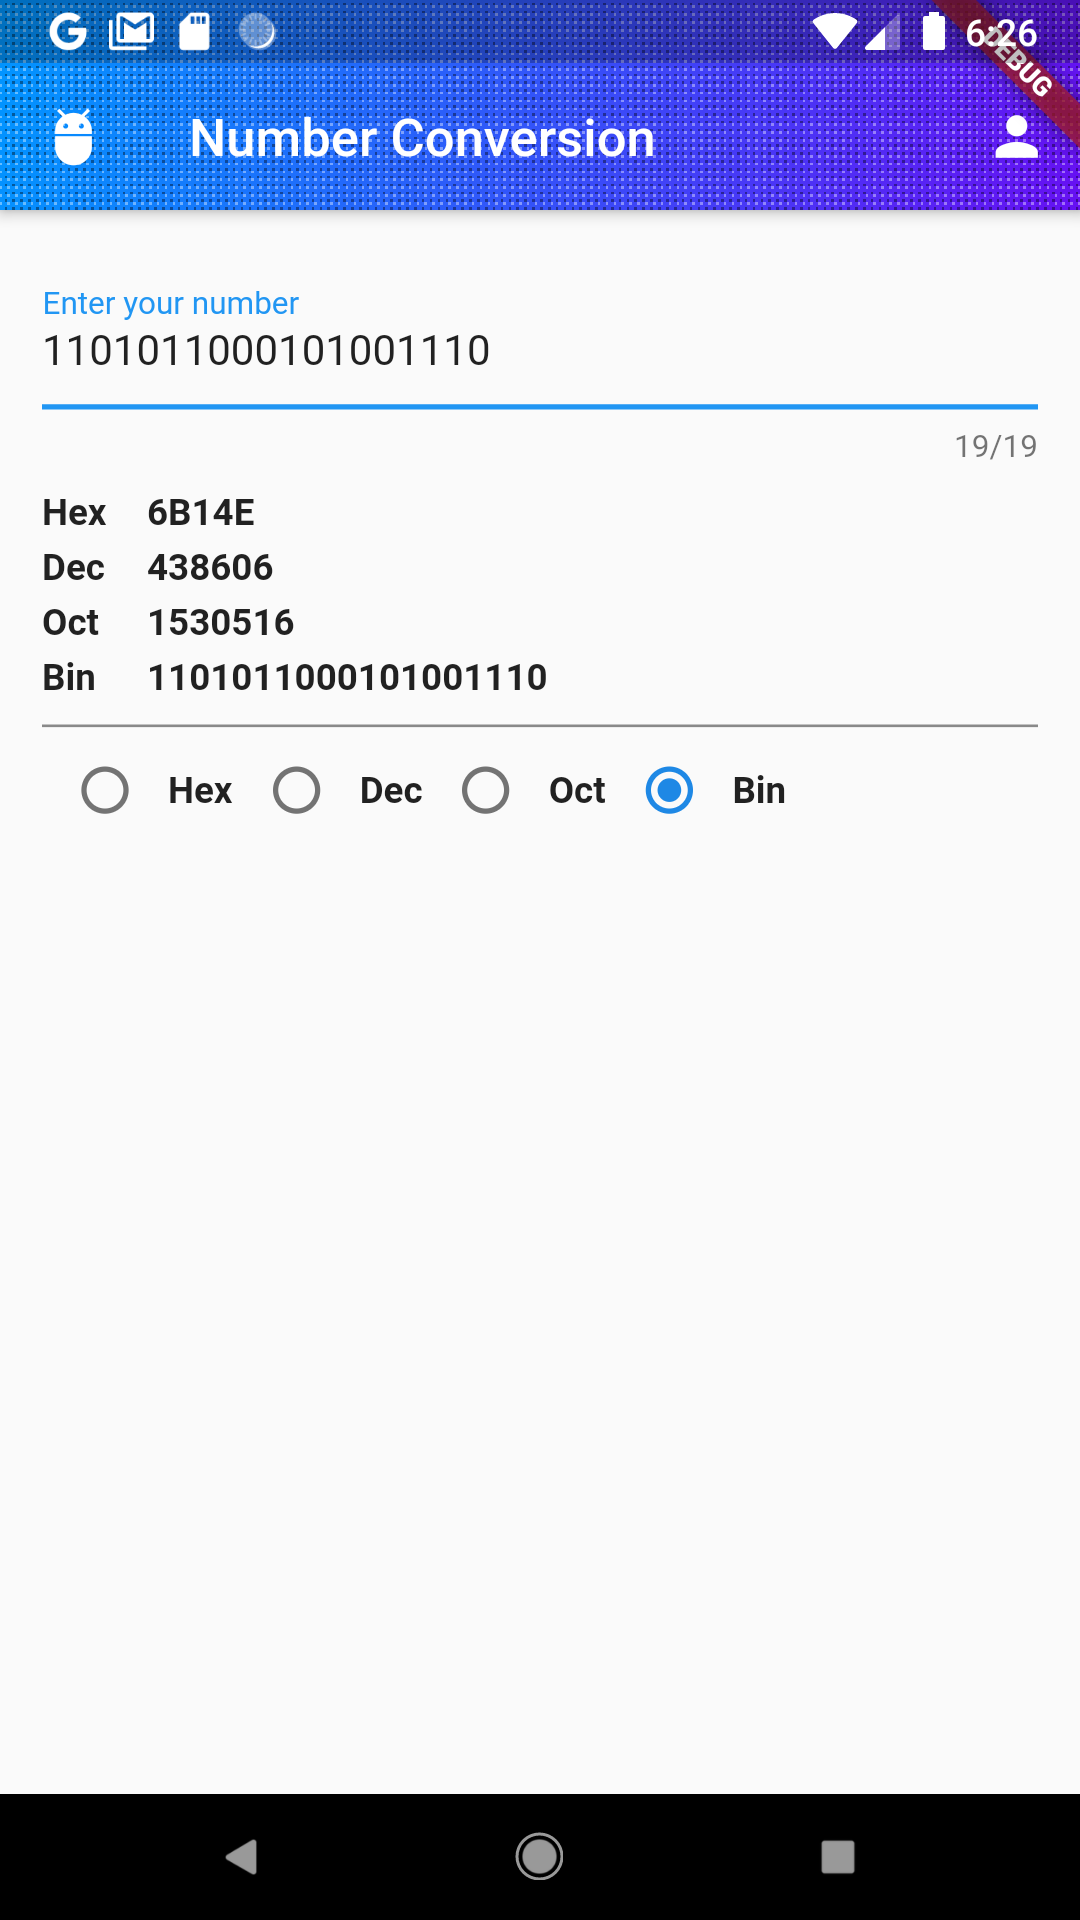 6:26
DEBUG
Number Conversion
Enter your number
1101011000101001110
19/19
Hex 6B14E
Dec 438606
Oct 1530516
Bin 1101011000101001110
Hex Dec Oct Bin